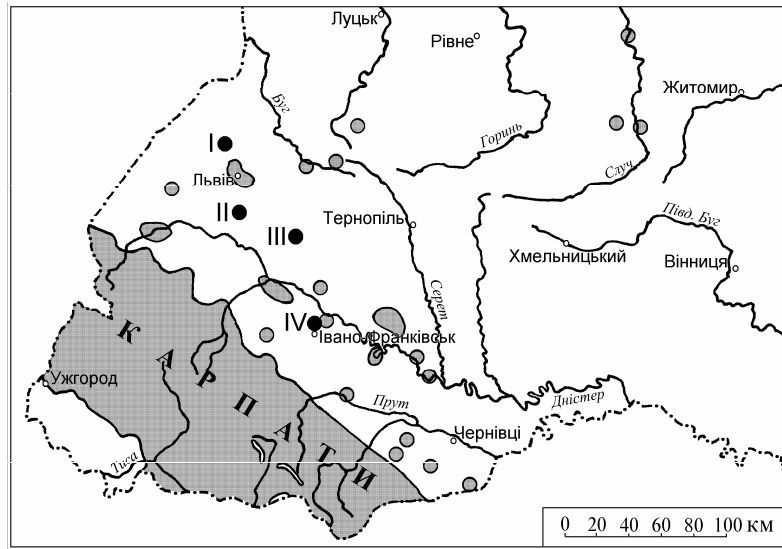 Луцьк
Рівне
Житомир
Буг
Горинь
I
Львів
Случ
II
III
Тернопіль
Півд. Буг
Хмельницький
Вінниця
Серет
IV
Івано-Франківськ
КАРПАТИ
Ужгород
Прут
Дністер
Чернівці
Тиса
0 20 40 60 80 100 км